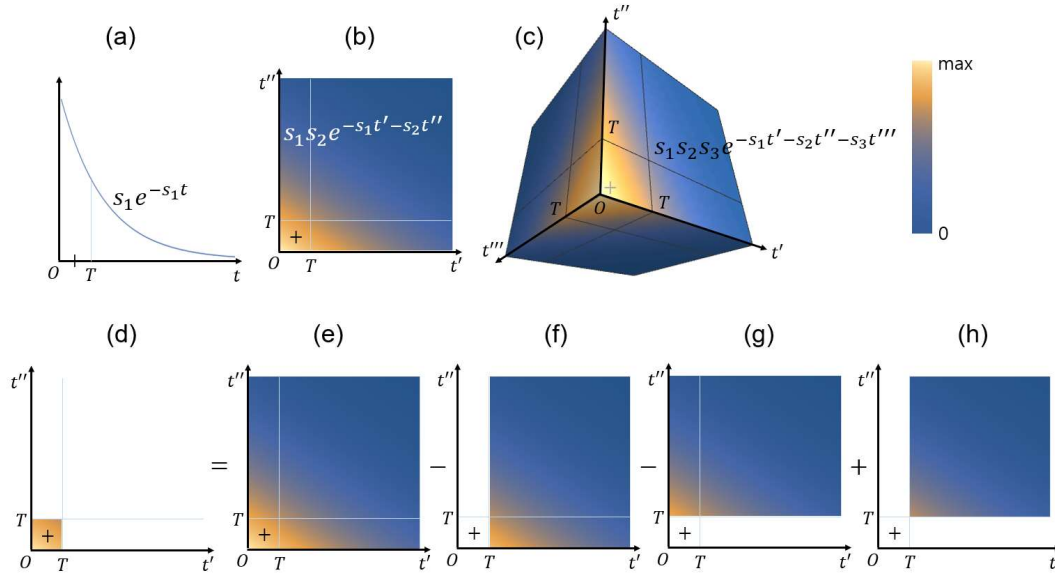 (a)
s₁e^{-s₁t}
O
+
T
t
(b)
t''
s₁s₂e^{-s₁t'-s₂t''}
T
+
O
T
t'
(c)
t''
T
s₁s₂s₃e^{-s₁t'-s₂t''-s₃t'''}
+
T
O
T
t'''
t'
max
0
(d)
t''
T
+
O
T
t'
=
(e)
t''
T
+
O
T
t'
−
(f)
t''
T
+
O
T
t'
−
(g)
t''
T
+
O
T
t'
+
(h)
t''
T
+
O
T
t'